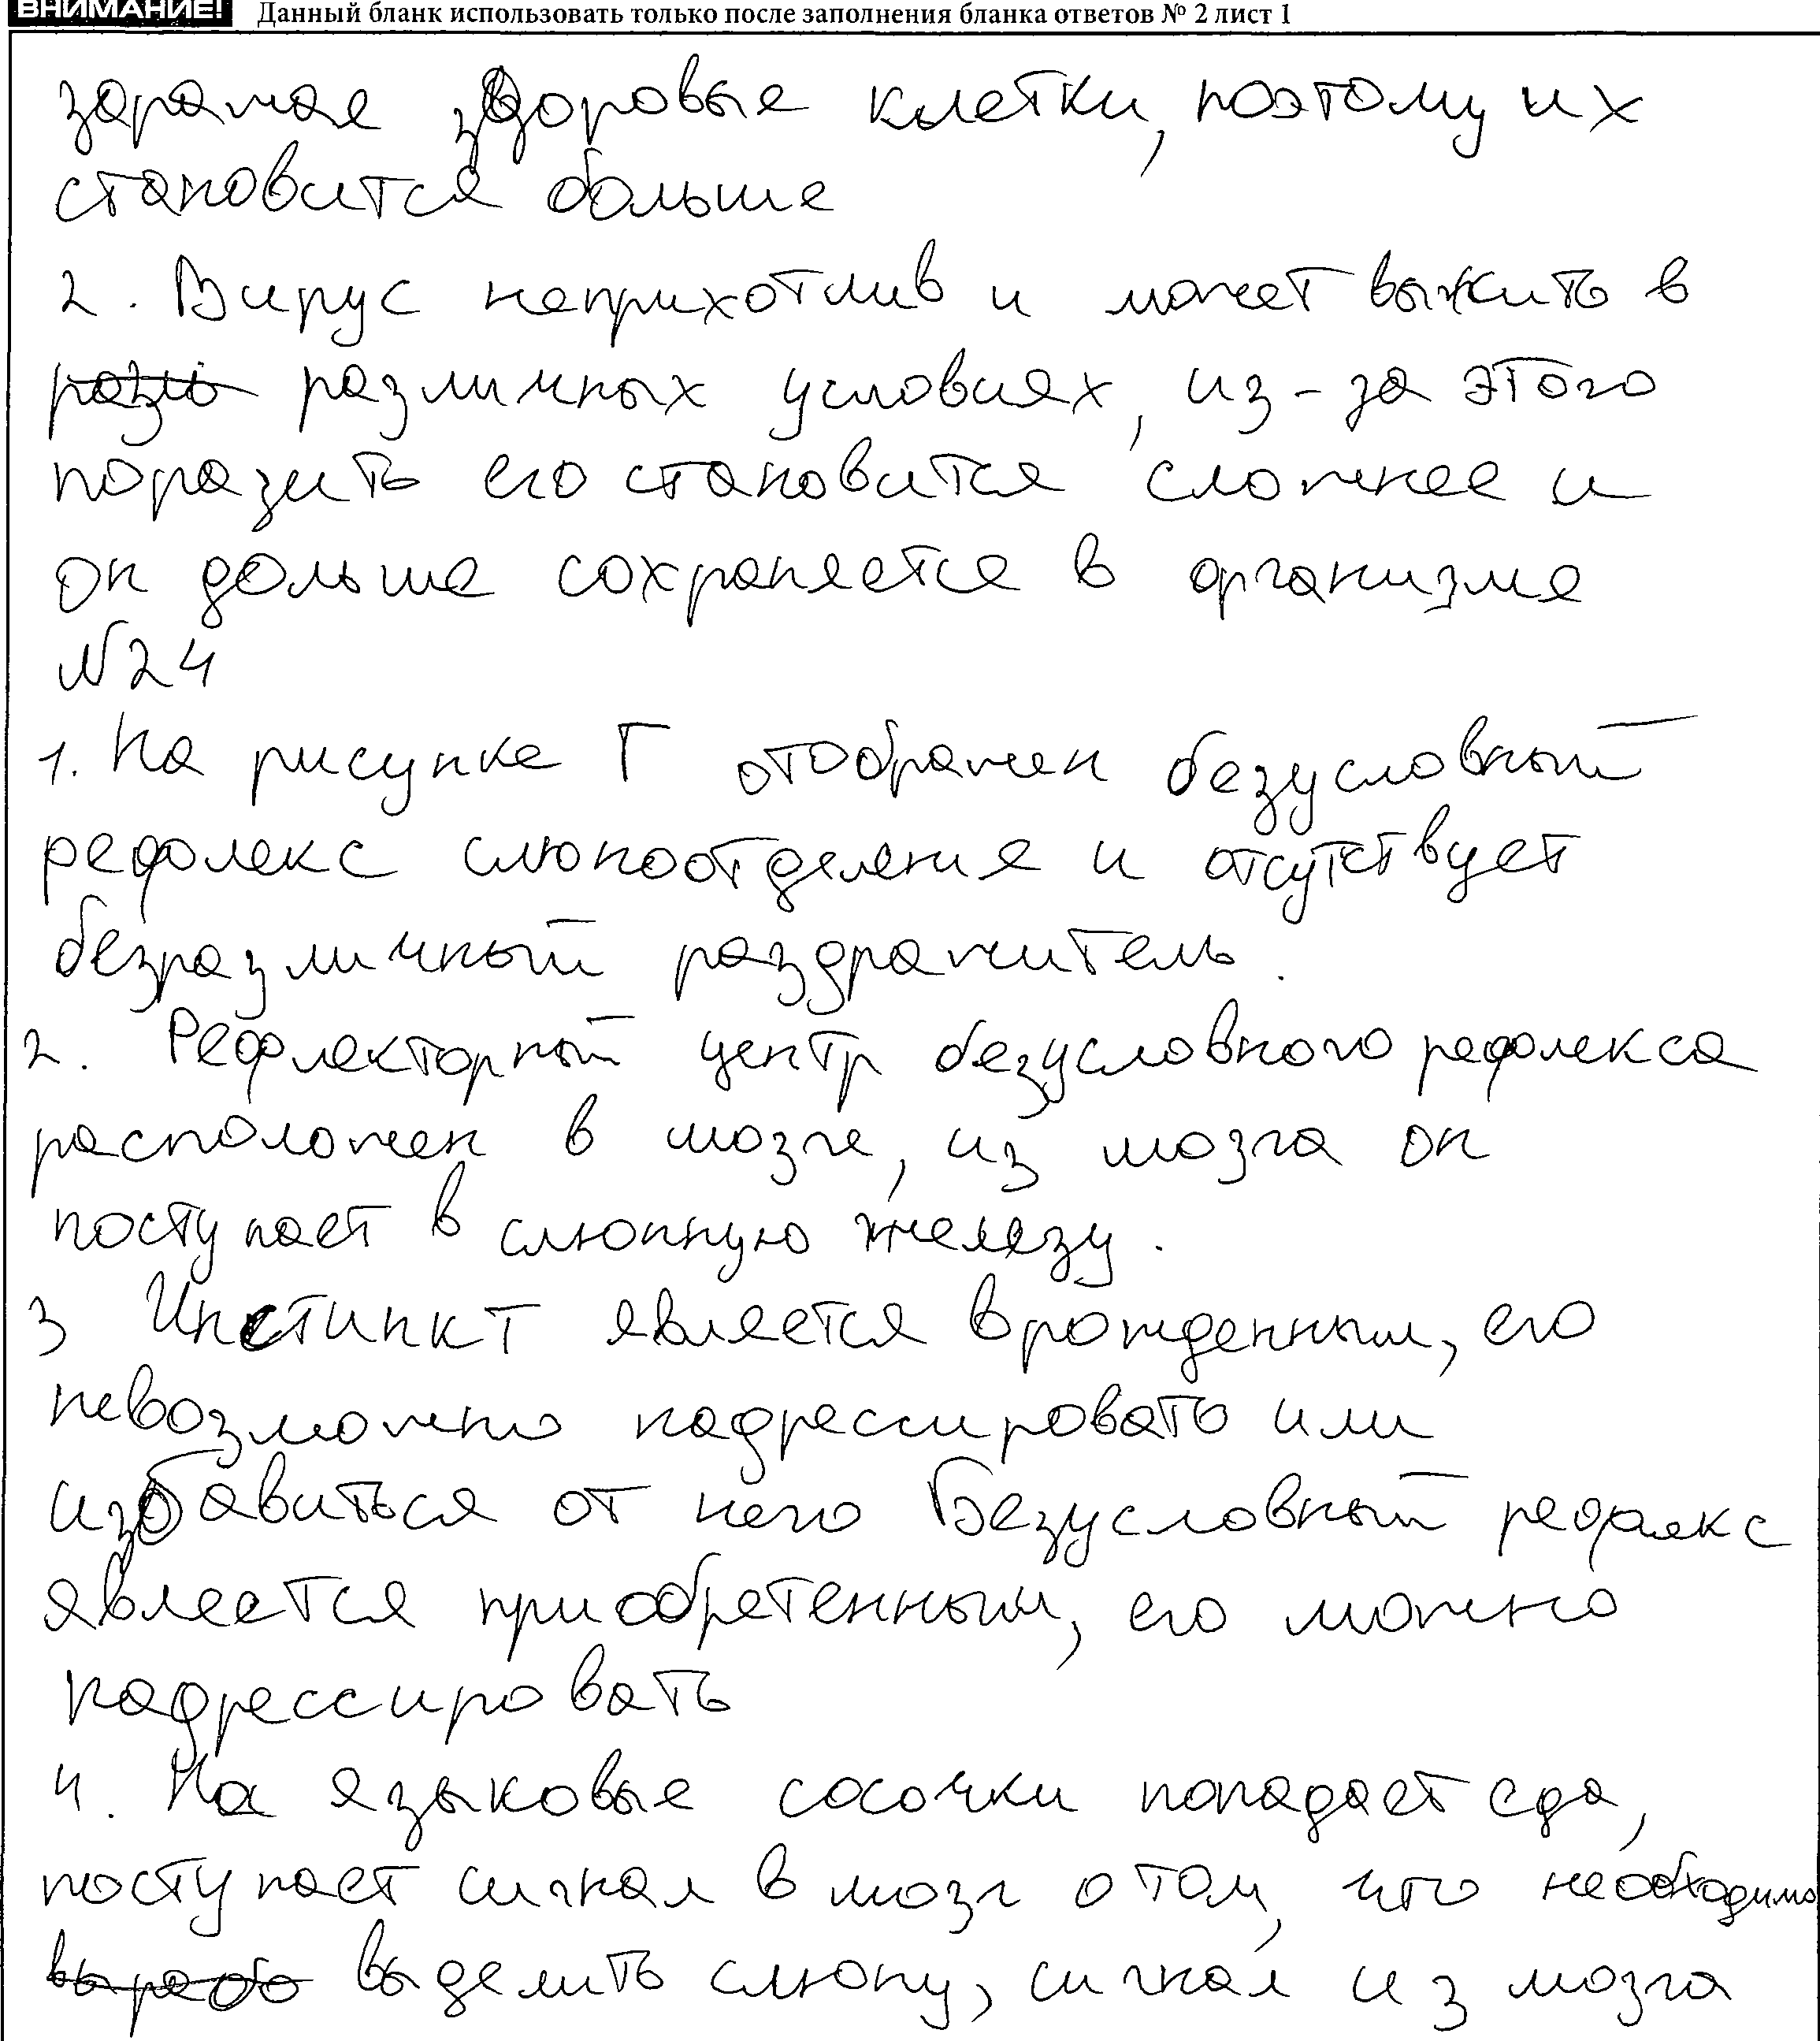 ВНИМАНИЕ! Данный бланк использовать только после заполнения бланка ответов № 2 лист 1
заражая здоровые клетки, поэтому их
становится больше
2. Вирус неприхотлив и может выжить в
различных условиях, из-за этого
поразить его становится сложнее и
он дольше сохраняется в организме
№24
1. На рисунке Г отображен безусловный
рефлекс слюноотделения и отсутствует
безразличный раздражитель.
2. Рефлекторный центр безусловного рефлекса
расположен в мозге, из мозга он
поступает в слюнную железу.
3 Инстинкт является врожденным, его
невозможно надрессировать или
избавиться от него Безусловный рефлекс
является приобретенным, его можно
надрессировать
4. На языковые сосочки попадает еда,
поступает сигнал в мозг о том, что необходимо
выделить слюну, сигнал из мозга